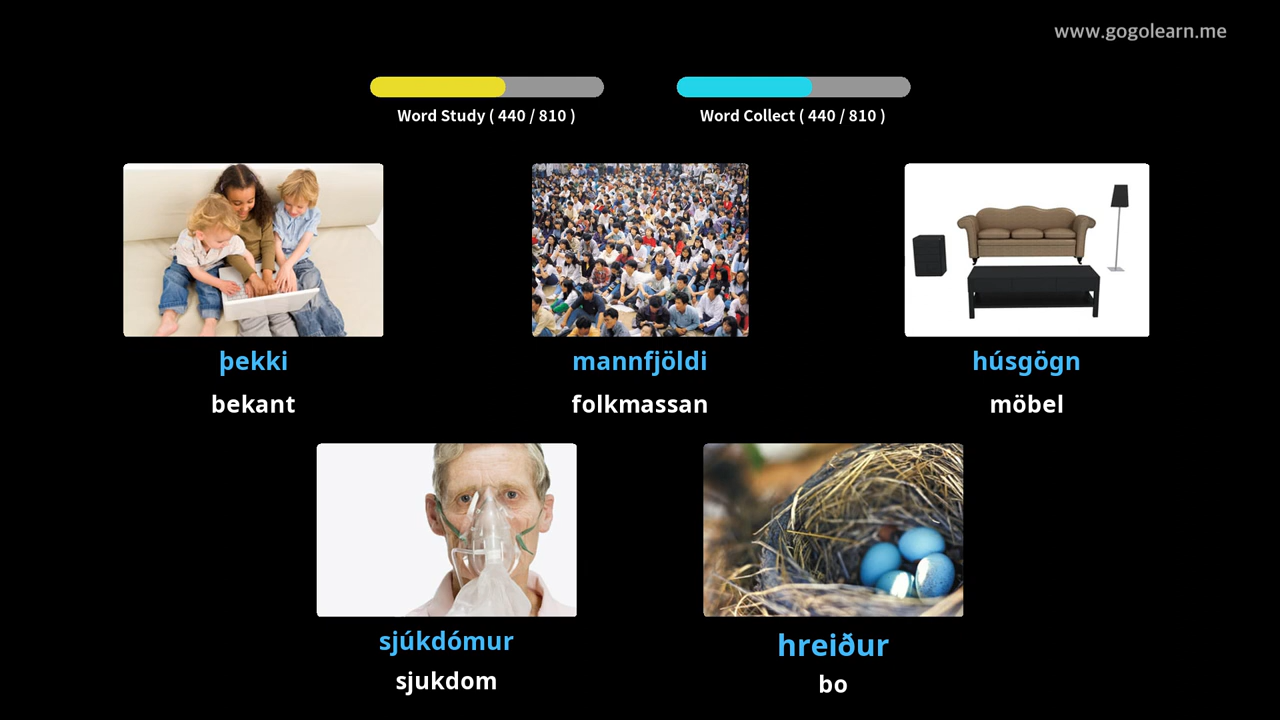 www.gogolearn.me
Word Study ( 440 / 810 )
Word Collect ( 440 / 810 )
þekki
bekant
mannfjöldi
folkmassan
húsgögn
möbel
sjúkdómur
sjukdom
hreiður
bo